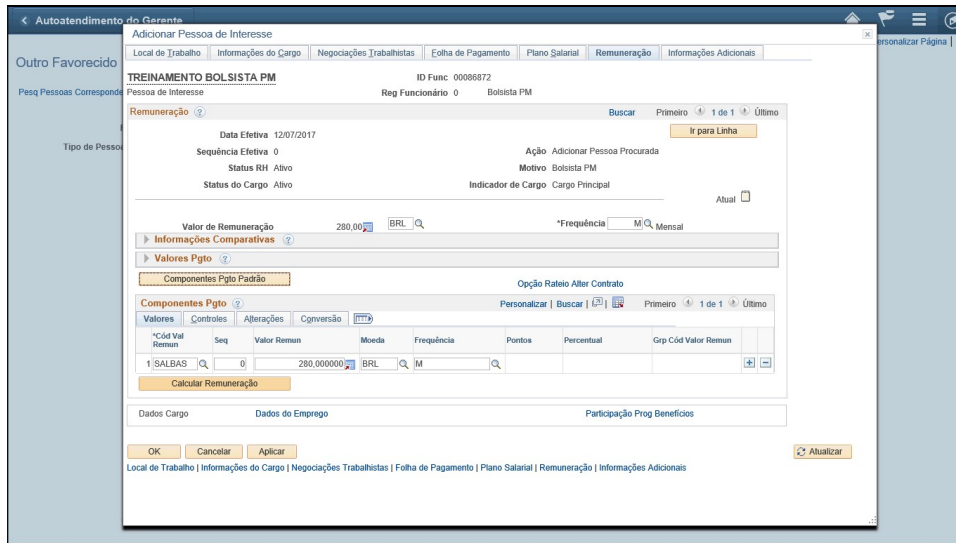 Autoatendimento do Gerente
ersonalizar Página |
Outro Favorecido
Pesq Pessoas Corresponde
Tipo de Pessoa
Adicionar Pessoa de Interesse
Local de Trabalho Informações do Cargo Negociações Trabalhistas Folha de Pagamento Plano Salarial Remuneração Informações Adicionais
TREINAMENTO BOLSISTA PM ID Func 00086872
Pessoa de Interesse Reg Funcionário 0 Bolsista PM
Remuneração Buscar Primeiro 1 de 1 Último
Data Efetiva 12/07/2017 Ir para Linha
Sequência Efetiva 0 Ação Adicionar Pessoa Procurada
Status RH Ativo Motivo Bolsista PM
Status do Cargo Ativo Indicador de Cargo Cargo Principal
Atual
Valor de Remuneração 280,00 BRL *Frequência M Mensal
Informações Comparativas
Valores Pgto
Componentes Pgto Padrão Opção Rateio Alter Contrato
Componentes Pgto Personalizar | Buscar | | Primeiro 1 de 1 Último
Valores Controles Alterações Conversão
*Cód Val Remun Seq Valor Remun Moeda Frequência Pontos Percentual Grp Cód Valor Remun
1 SALBAS 0 280,000000 BRL M
Calcular Remuneração
Dados Cargo Dados do Emprego Participação Prog Benefícios
OK Cancelar Aplicar Atualizar
Local de Trabalho | Informações do Cargo | Negociações Trabalhistas | Folha de Pagamento | Plano Salarial | Remuneração | Informações Adicionais